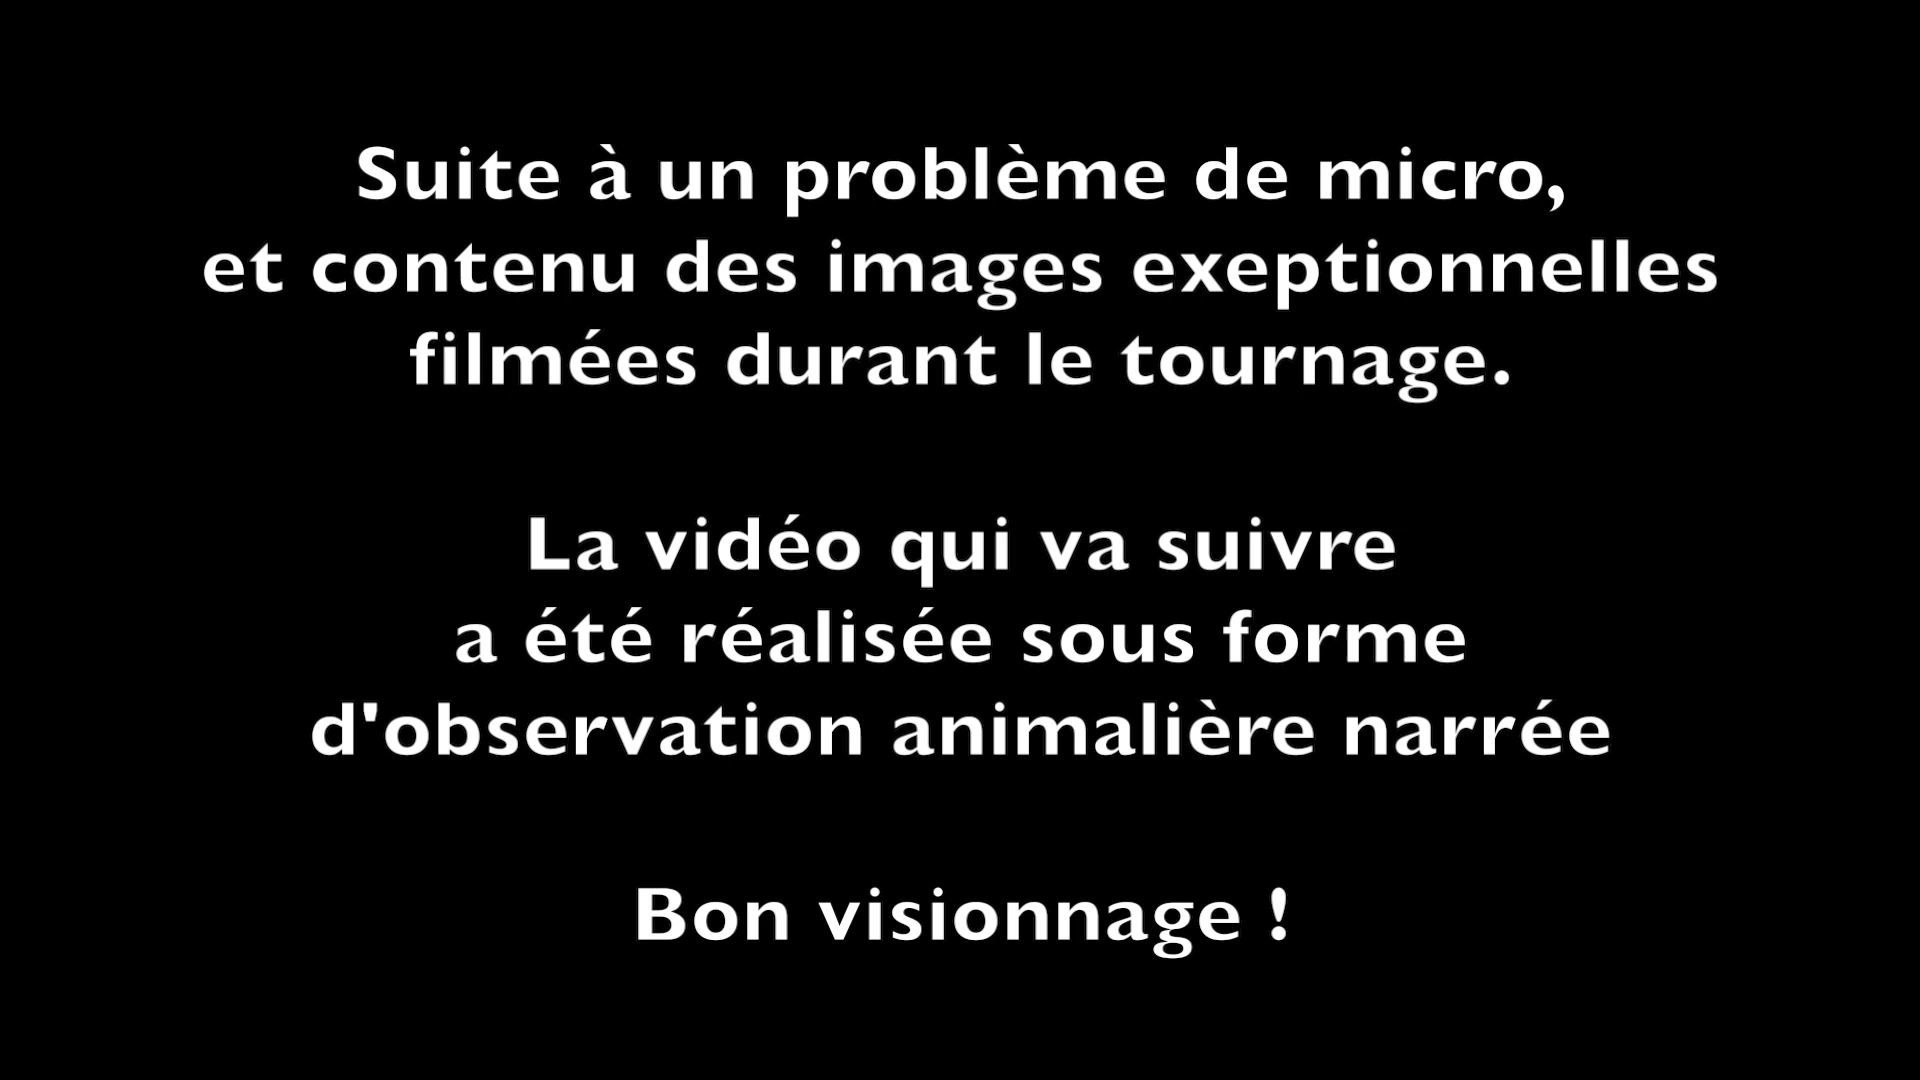 Suite à un problème de micro,
et contenu des images exeptionnelles
filmées durant le tournage.
La vidéo qui va suivre
a été réalisée sous forme
d'observation animalière narrée
Bon visionnage !